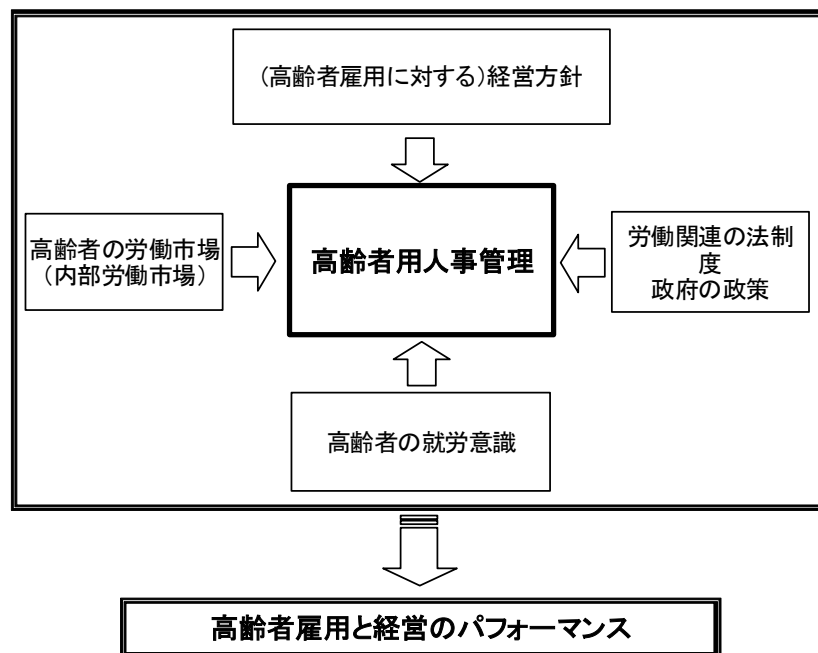 （高齢者雇用に対する）経営方針
高齢者の労働市場
（内部労働市場）
高齢者用人事管理
労働関連の法制
度
政府の政策
高齢者の就労意識
高齢者雇用と経営のパフォーマンス